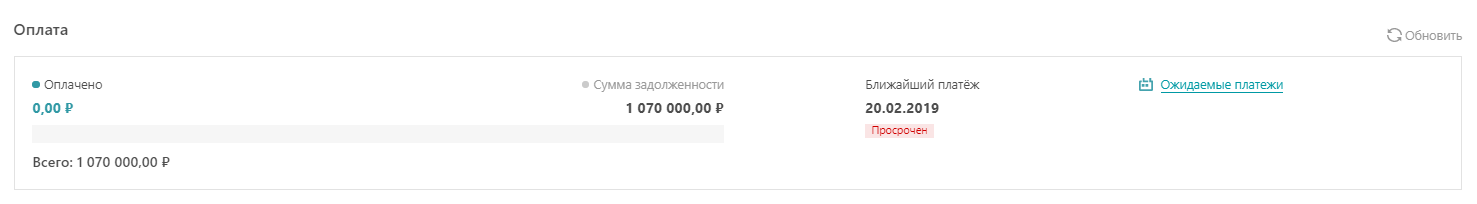 Оплата
Обновить
Оплачено
Сумма задолженности
Ближайший платёж
Ожидаемые платежи
0,00 ₽
1 070 000,00 ₽
20.02.2019
Просрочен
Всего: 1 070 000,00 ₽